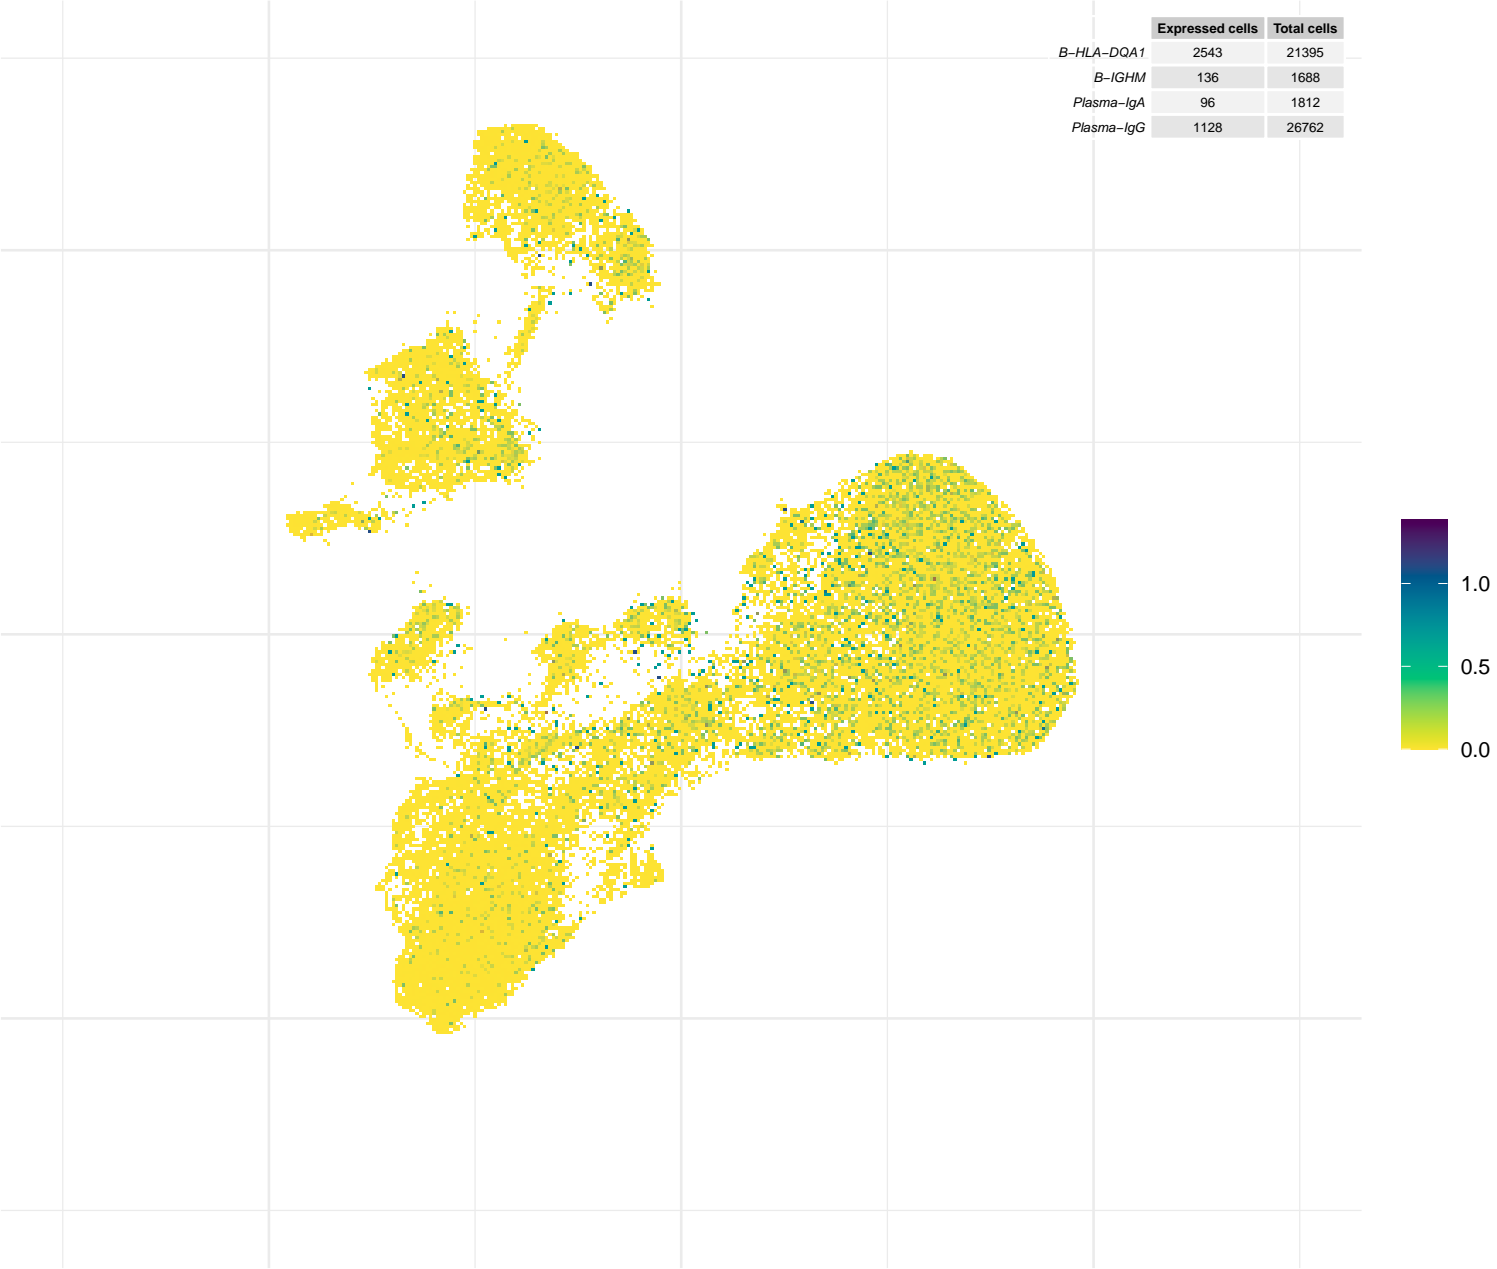 Expressed cells Total cells
B−HLA−DQA1 2543 21395
B−IGHM 136 1688
Plasma−IgA 96 1812
Plasma−IgG 1128 26762
1.0
0.5
0.0